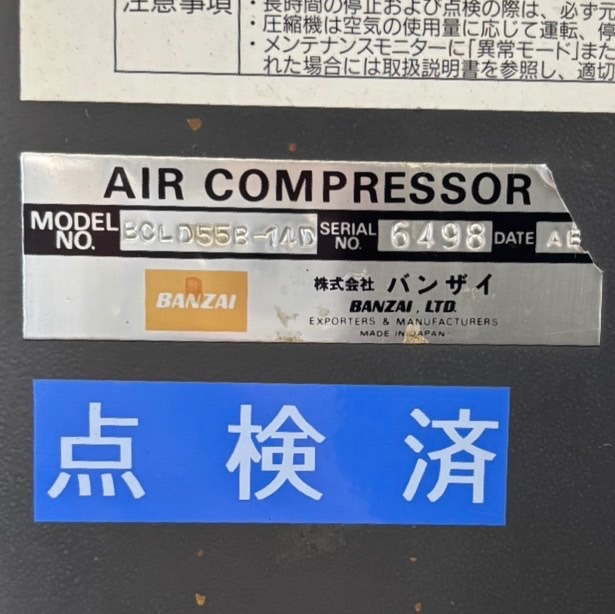 注意事項
・長時間の停止および点検の際は、必ず元
・圧縮機は空気の使用量に応じて運転、停
・メンテナンスモニターに「異常モード」また
れた場合には取扱説明書を参照し、適切
AIR COMPRESSOR
MODEL NO. BCLD55B-14D SERIAL NO. 6498 DATE AE
BANZAI
株式会社 バンザイ
BANZAI, LTD.
EXPORTERS & MANUFACTURERS
MADE IN JAPAN
点検済